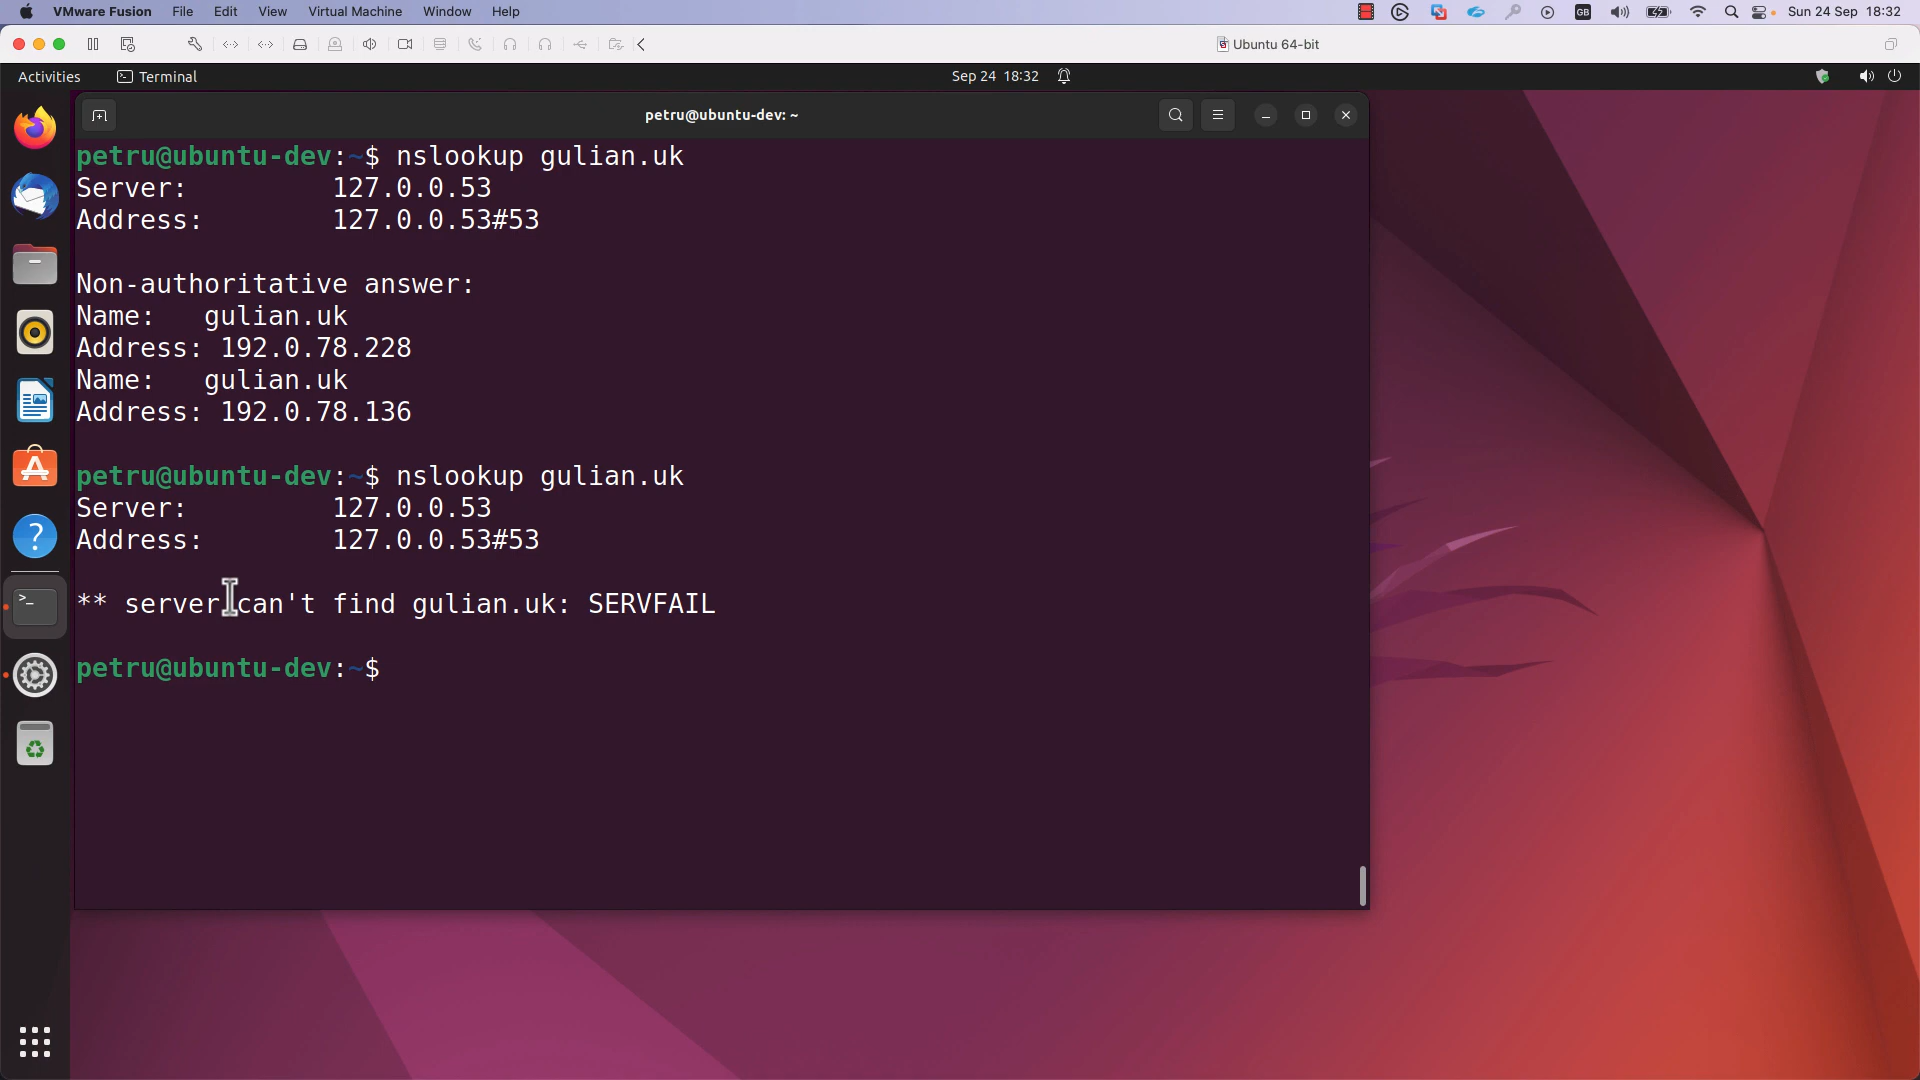 VMware Fusion File Edit View Virtual Machine Window Help GB Sun 24 Sep 18:32
Ubuntu 64-bit
Activities Terminal Sep 24 18:32
petru@ubuntu-dev: ~
petru@ubuntu-dev:~$ nslookup gulian.uk
Server: 127.0.0.53
Address: 127.0.0.53#53
Non-authoritative answer:
Name: gulian.uk
Address: 192.0.78.228
Name: gulian.uk
Address: 192.0.78.136
petru@ubuntu-dev:~$ nslookup gulian.uk
Server: 127.0.0.53
Address: 127.0.0.53#53
** server can't find gulian.uk: SERVFAIL
petru@ubuntu-dev:~$